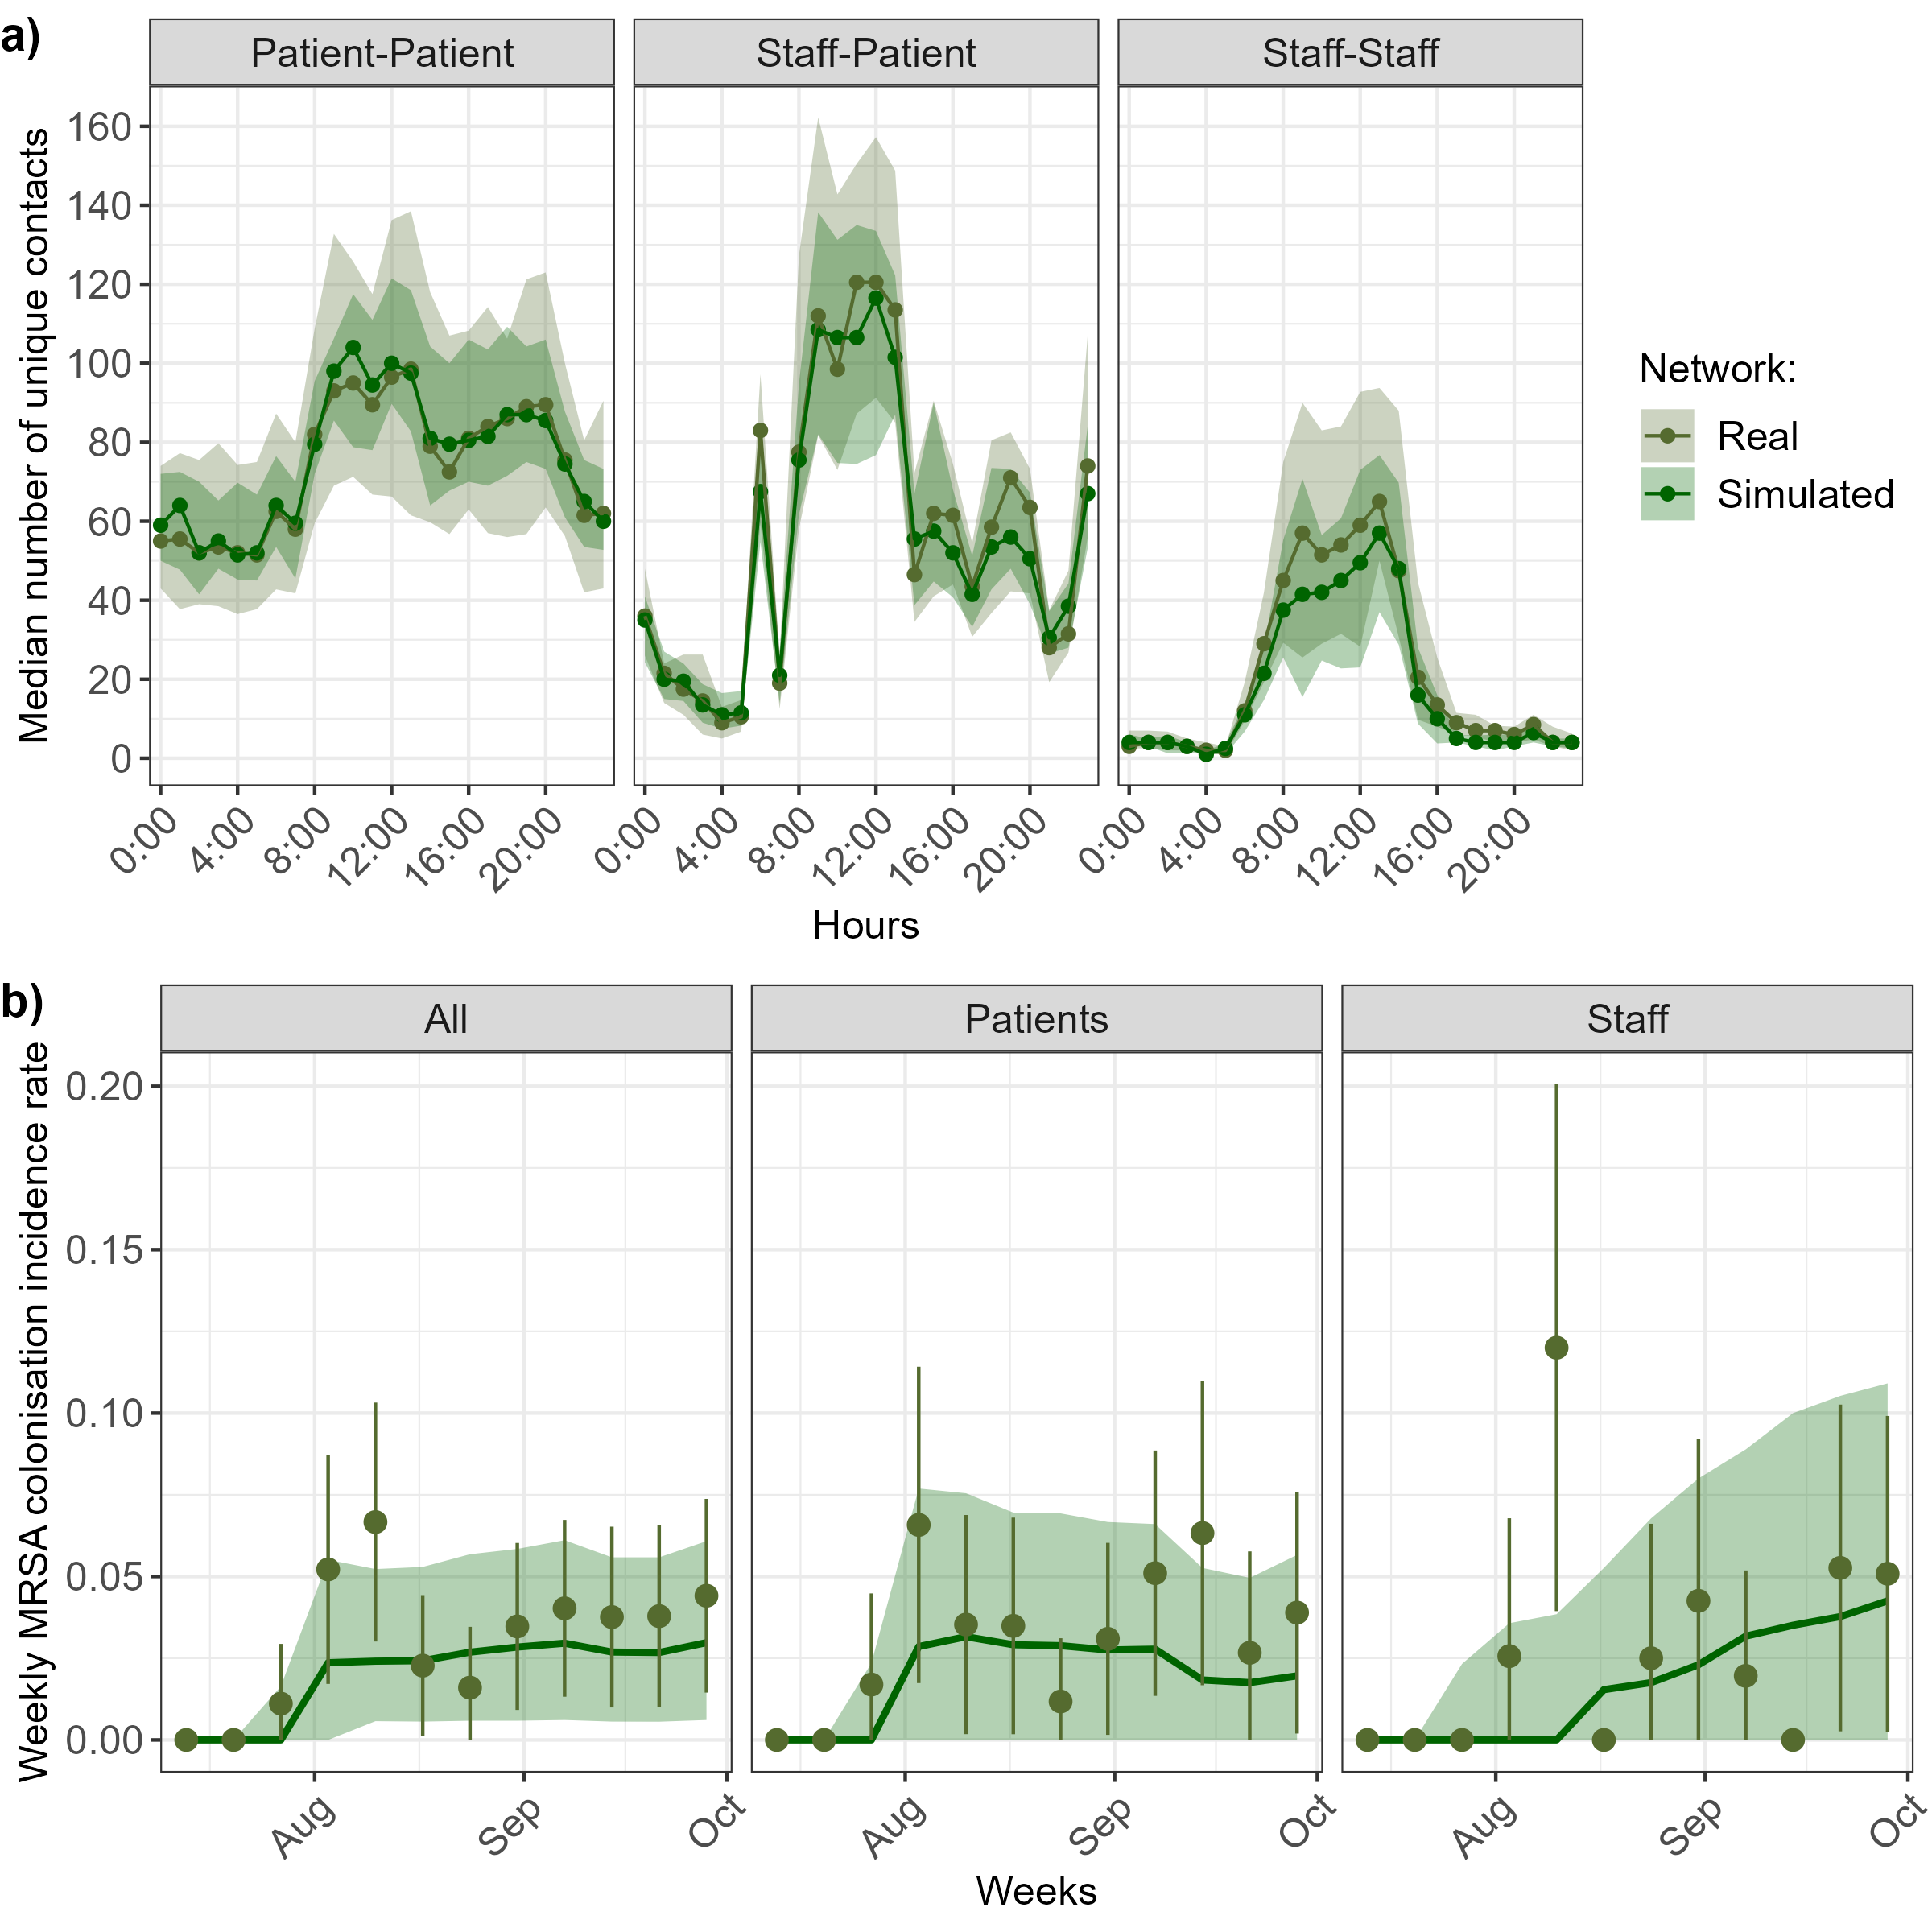 a)
Patient-Patient
Staff-Patient
Staff-Staff
Median number of unique contacts
160
140
120
100
80
60
40
20
0
0:00 4:00 8:00 12:00 16:00 20:00
0:00 4:00 8:00 12:00 16:00 20:00
0:00 4:00 8:00 12:00 16:00 20:00
Hours
Network:
Real
Simulated
b)
All
Patients
Staff
Weekly MRSA colonisation incidence rate
0.20
0.15
0.10
0.05
0.00
Aug Sep Oct
Aug Sep Oct
Aug Sep Oct
Weeks